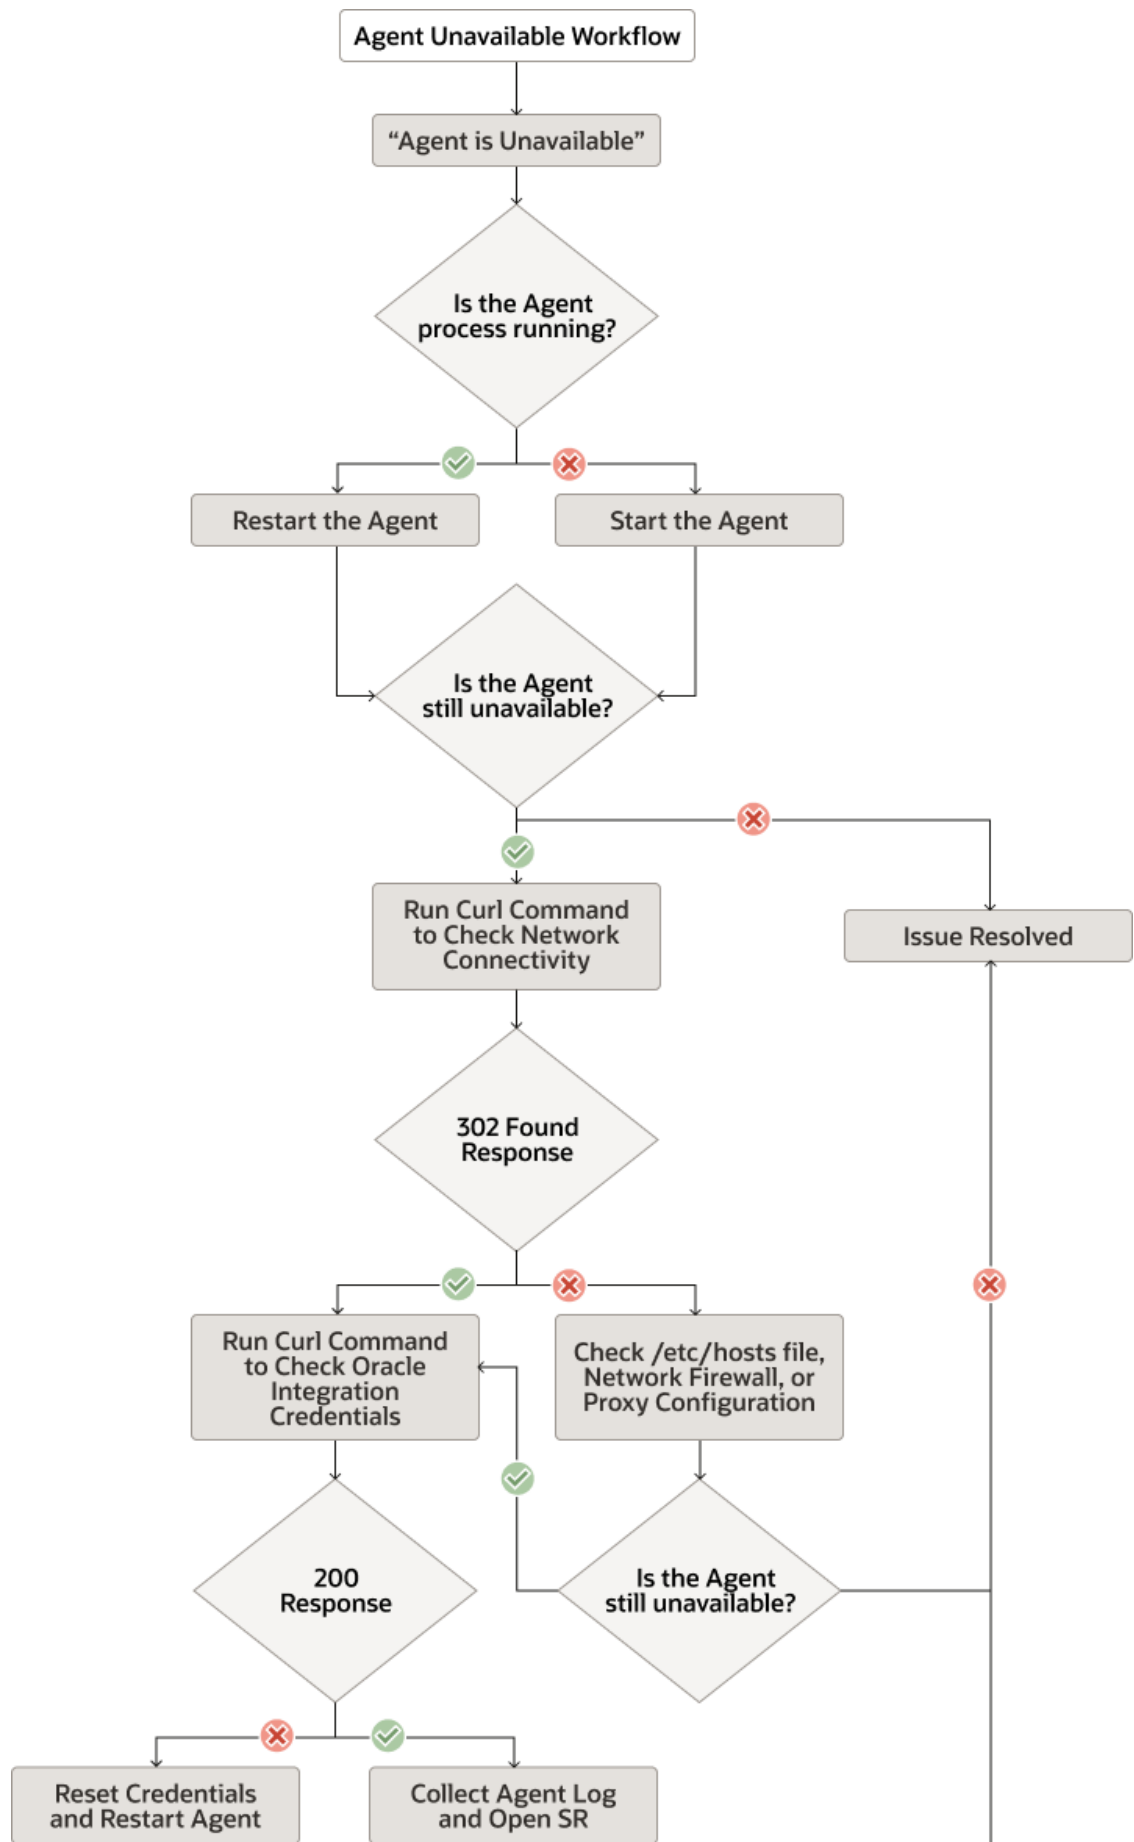 Agent Unavailable Workflow
“Agent is Unavailable”
Is the Agent
process running?
Restart the Agent
Start the Agent
Is the Agent
still unavailable?
Run Curl Command
to Check Network
Connectivity
Issue Resolved
302 Found
Response
Run Curl Command
to Check Oracle
Integration
Credentials
Check /etc/hosts file,
Network Firewall, or
Proxy Configuration
200
Response
Is the Agent
still unavailable?
Reset Credentials
and Restart Agent
Collect Agent Log
and Open SR